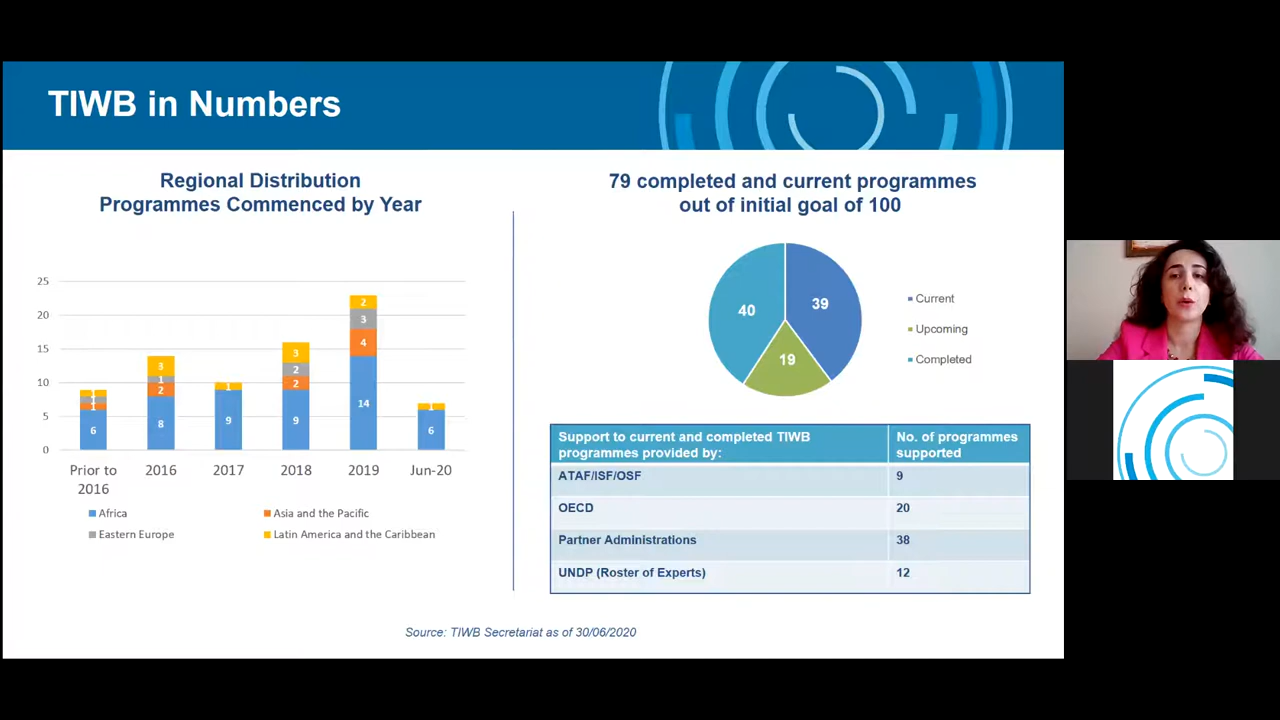 TIWB in Numbers
Regional Distribution
Programmes Commenced by Year
25
20
15
10
5
0
6
1
1
1
8
2
1
3
9
1
9
2
2
3
14
4
3
2
6
1
Prior to
2016
2016
2017
2018
2019
Jun-20
Africa
Asia and the Pacific
Eastern Europe
Latin America and the Caribbean
79 completed and current programmes
out of initial goal of 100
40
39
19
Current
Upcoming
Completed
Support to current and completed TIWB
programmes provided by:
No. of programmes
supported
ATAF/ISF/OSF 9
OECD 20
Partner Administrations 38
UNDP (Roster of Experts) 12
Source: TIWB Secretariat as of 30/06/2020